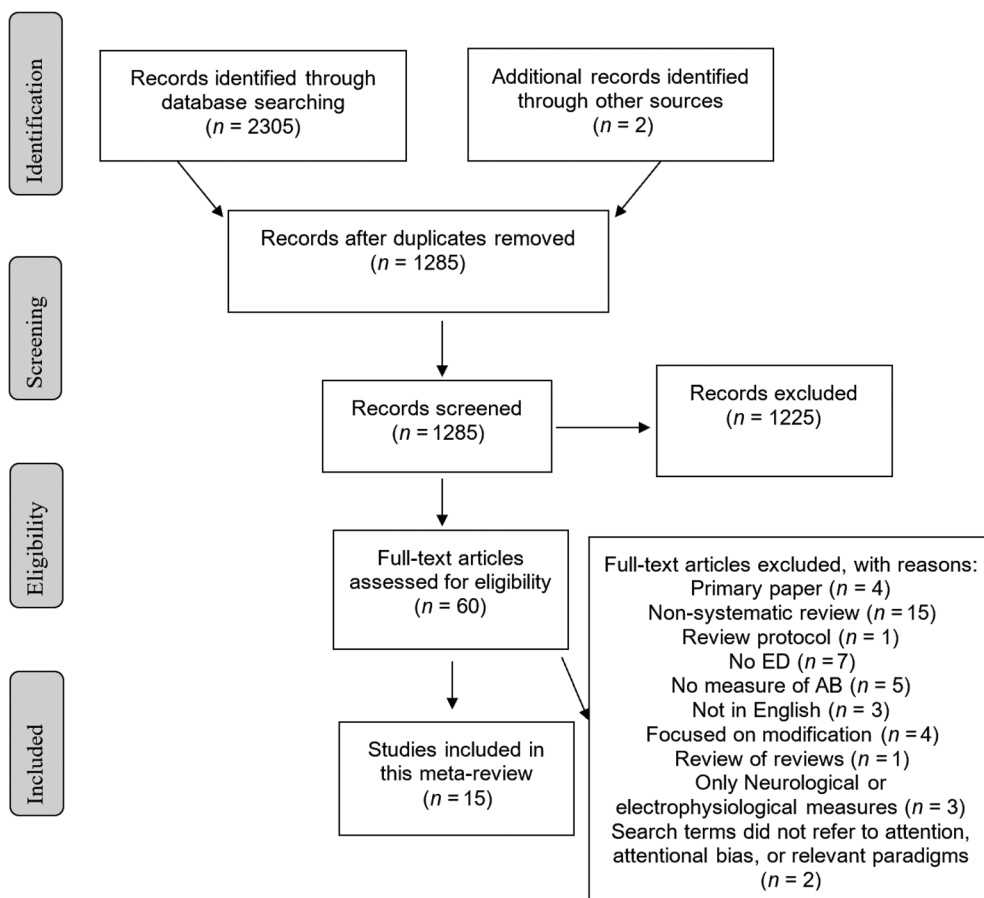 Identification
Records identified through
database searching
(n = 2305)
Additional records identified
through other sources
(n = 2)
Records after duplicates removed
(n = 1285)
Screening
Records screened
(n = 1285)
Records excluded
(n = 1225)
Eligibility
Full-text articles
assessed for eligibility
(n = 60)
Full-text articles excluded, with reasons:
Primary paper (n = 4)
Non-systematic review (n = 15)
Review protocol (n = 1)
No ED (n = 7)
No measure of AB (n = 5)
Not in English (n = 3)
Focused on modification (n = 4)
Review of reviews (n = 1)
Only Neurological or
electrophysiological measures (n = 3)
Search terms did not refer to attention,
attentional bias, or relevant paradigms
(n = 2)
Included
Studies included in
this meta-review
(n = 15)